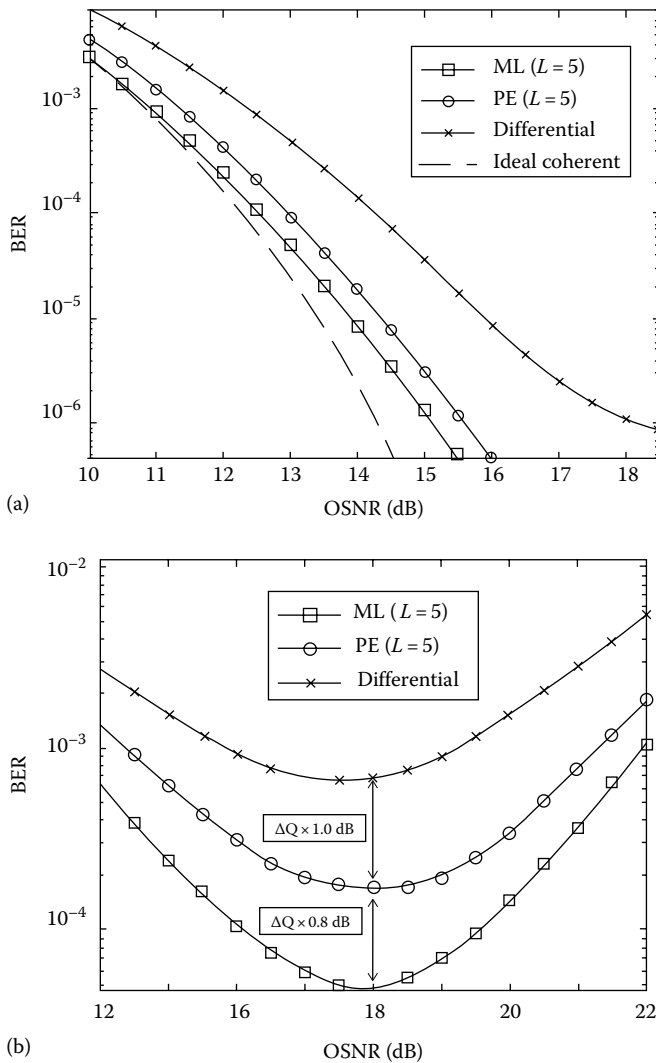 ML (L = 5)
PE (L = 5)
Differential
Ideal coherent
10⁻³
10⁻⁴
10⁻⁵
10⁻⁶
BER
10 11 12 13 14 15 16 17 18
(a)
OSNR (dB)
10⁻²
ML (L = 5)
PE (L = 5)
Differential
10⁻³
BER
ΔQ × 1.0 dB
ΔQ × 0.8 dB
10⁻⁴
12 16 18 20 22
(b)
OSNR (dB)